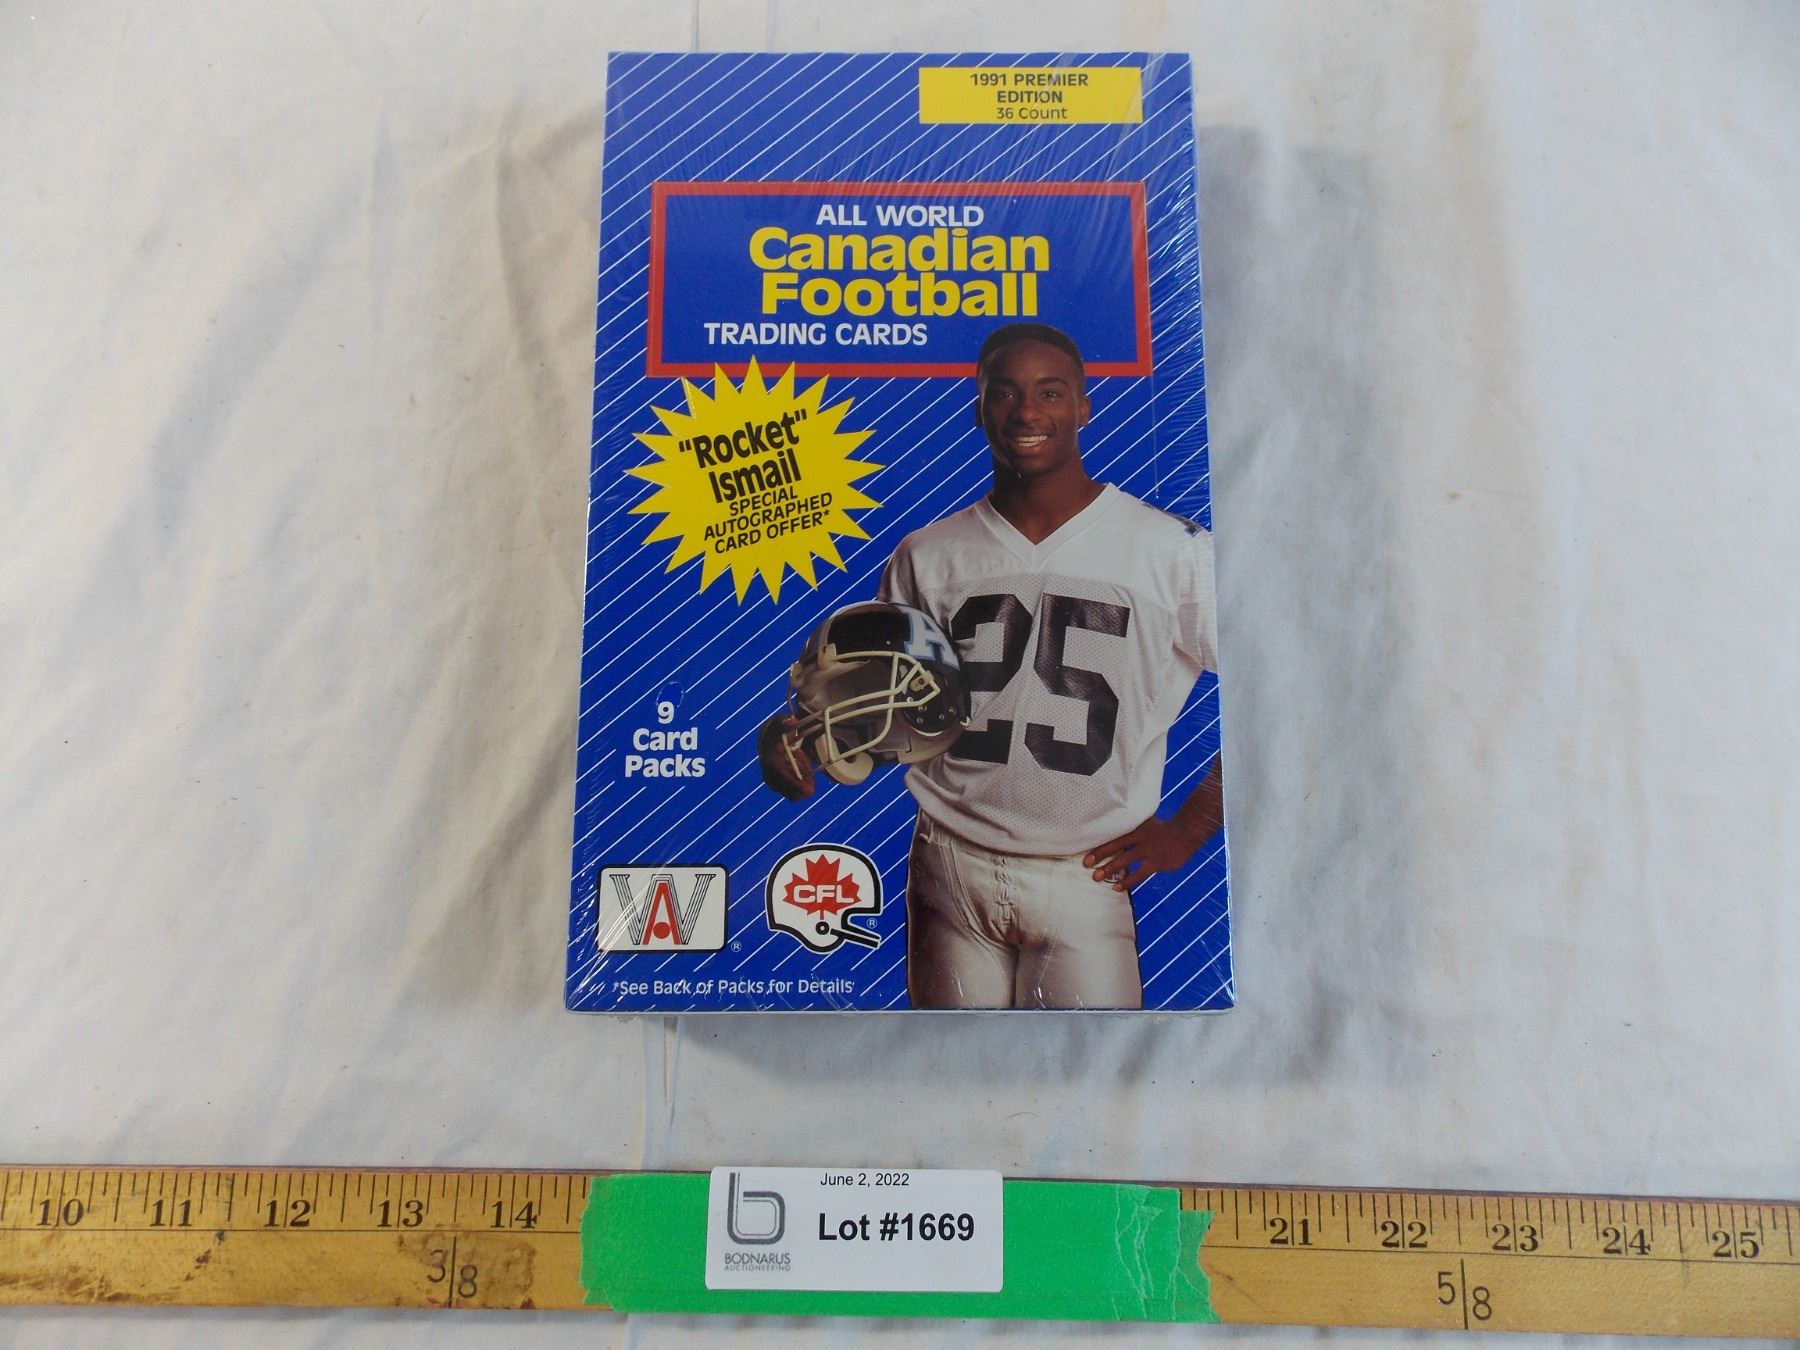 1991 PREMIER
EDITION
36 Count
ALL WORLD
Canadian
Football
TRADING CARDS
"Rocket"
Ismail
SPECIAL
AUTOGRAPHED
CARD OFFER*
A
25
9
Card
Packs
WA ®
CFL ®
*See Back of Packs for Details
10 11 12 13 14 21 22 23 24 25
3|8 5|8
June 2, 2022
Lot #1669
b
BODNARUS
AUCTIONEERING